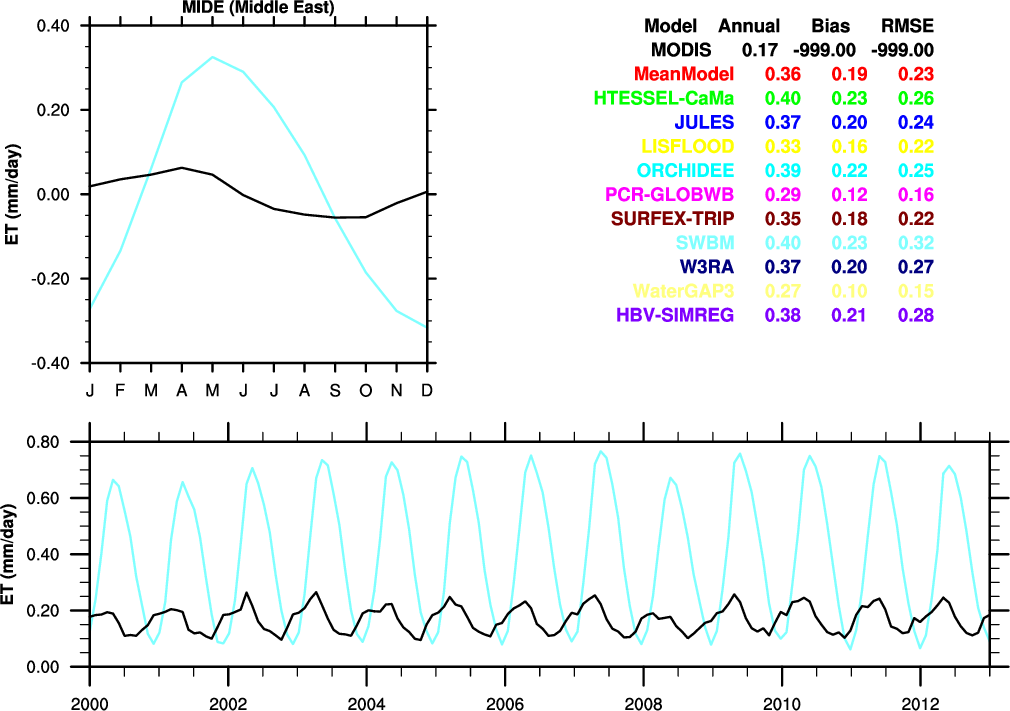 MIDE (Middle East)
0.40
0.20
0.00
-0.20
-0.40
ET (mm/day)
J F M A M J J A S O N D
Model Annual Bias RMSE
MODIS 0.17 -999.00 -999.00
MeanModel 0.36 0.19 0.23
HTESSEL-CaMa 0.40 0.23 0.26
JULES 0.37 0.20 0.24
LISFLOOD 0.33 0.16 0.22
ORCHIDEE 0.39 0.22 0.25
PCR-GLOBWB 0.29 0.12 0.16
SURFEX-TRIP 0.35 0.18 0.22
SWBM 0.40 0.23 0.32
W3RA 0.37 0.20 0.27
WaterGAP3 0.27 0.10 0.15
HBV-SIMREG 0.38 0.21 0.28
0.80
0.60
0.40
0.20
0.00
ET (mm/day)
2000 2002 2004 2006 2008 2010 2012